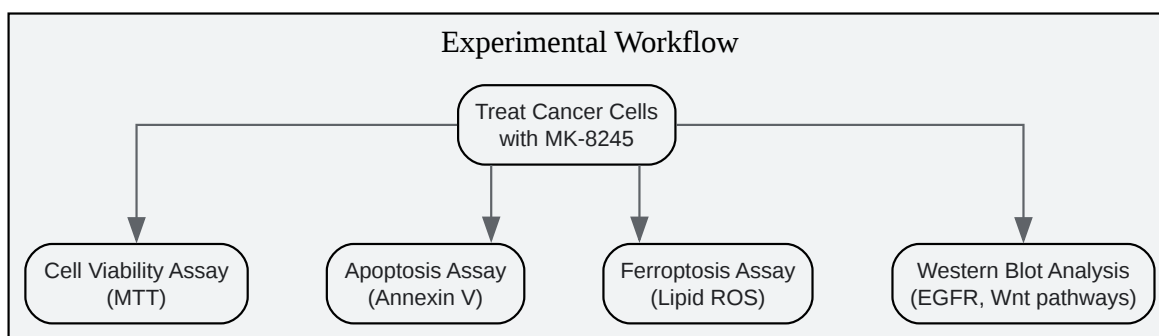 Experimental Workflow
Treat Cancer Cells
with MK-8245
Cell Viability Assay
(MTT)
Apoptosis Assay
(Annexin V)
Ferroptosis Assay
(Lipid ROS)
Western Blot Analysis
(EGFR, Wnt pathways)